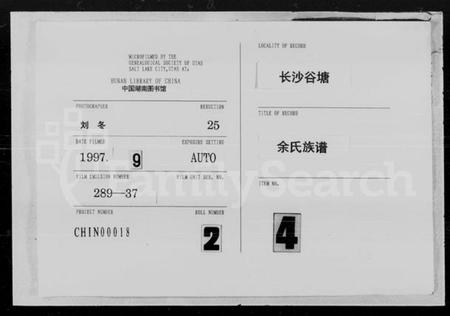 MICROFILMED BY THE
GENEALOGICAL SOCIETY OF UTAH
SALT LAKE CITY, UTAH
HUNAN LIBRARY OF CHINA
中国湖南图书馆
PHOTOGRAPHER REDUCTION
刘 冬 25
DATE FILMED EXPOSURE SETTING
1997. 9 AUTO
FILM EMULSION NUMBER FILM UNIT SER. NO.
289—37
PROJECT NUMBER ROLL NUMBER
CHIN00018 2
LOCALITY OF RECORD
长沙谷塘
TITLE OF RECORD
余氏族谱
ITEM NO.
4
FamilySearch